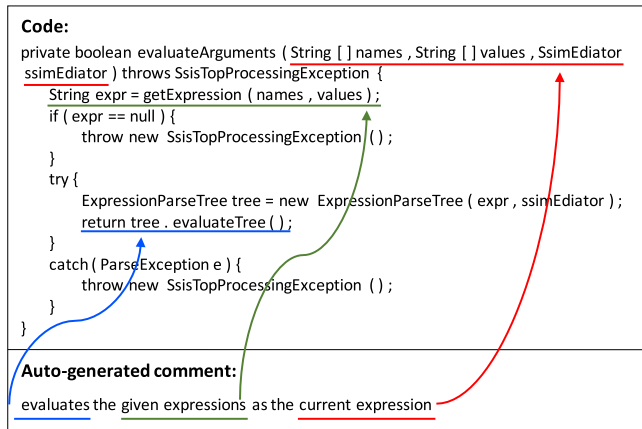 Code:
private boolean evaluateArguments ( String [ ] names , String [ ] values , SsimEdiator
ssimEdiator ) throws SsisTopProcessingException {
String expr = getExpression ( names , values ) ;
if ( expr == null ) {
throw new SsisTopProcessingException ( ) ;
}
try {
ExpressionParseTree tree = new ExpressionParseTree ( expr , ssimEdiator ) ;
return tree . evaluateTree ( ) ;
}
catch ( ParseException e ) {
throw new SsisTopProcessingException ( ) ;
}
}
Auto-generated comment:
evaluates the given expressions as the current expression